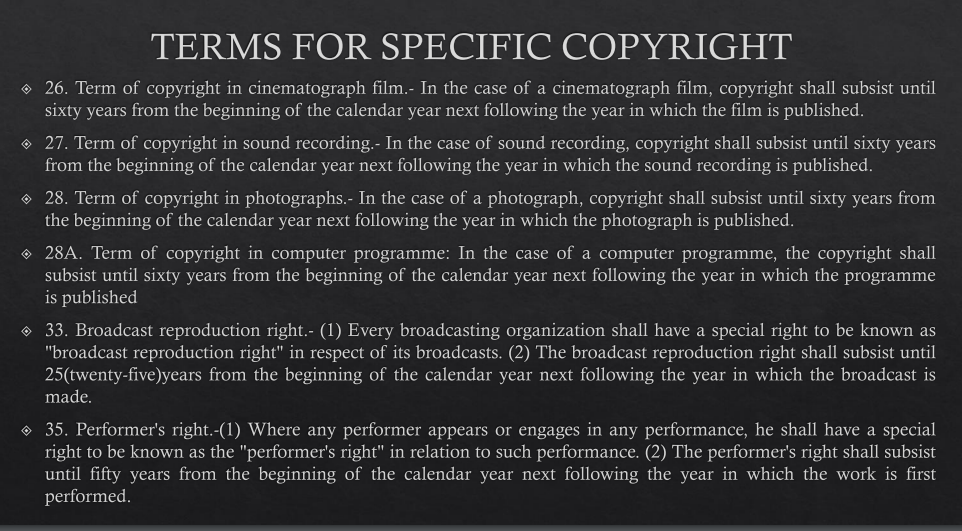 TERMS FOR SPECIFIC COPYRIGHT
26. Term of copyright in cinematograph film.- In the case of a cinematograph film, copyright shall subsist until
sixty years from the beginning of the calendar year next following the year in which the film is published.
27. Term of copyright in sound recording.- In the case of sound recording, copyright shall subsist until sixty years
from the beginning of the calendar year next following the year in which the sound recording is published.
28. Term of copyright in photographs.- In the case of a photograph, copyright shall subsist until sixty years from
the beginning of the calendar year next following the year in which the photograph is published.
28A. Term of copyright in computer programme: In the case of a computer programme, the copyright shall
subsist until sixty years from the beginning of the calendar year next following the year in which the programme
is published
33. Broadcast reproduction right.- (1) Every broadcasting organization shall have a special right to be known as
"broadcast reproduction right" in respect of its broadcasts. (2) The broadcast reproduction right shall subsist until
25(twenty-five)years from the beginning of the calendar year next following the year in which the broadcast is
made.
35. Performer's right.-(1) Where any performer appears or engages in any performance, he shall have a special
right to be known as the "performer's right" in relation to such performance. (2) The performer's right shall subsist
until fifty years from the beginning of the calendar year next following the year in which the work is first
performed.